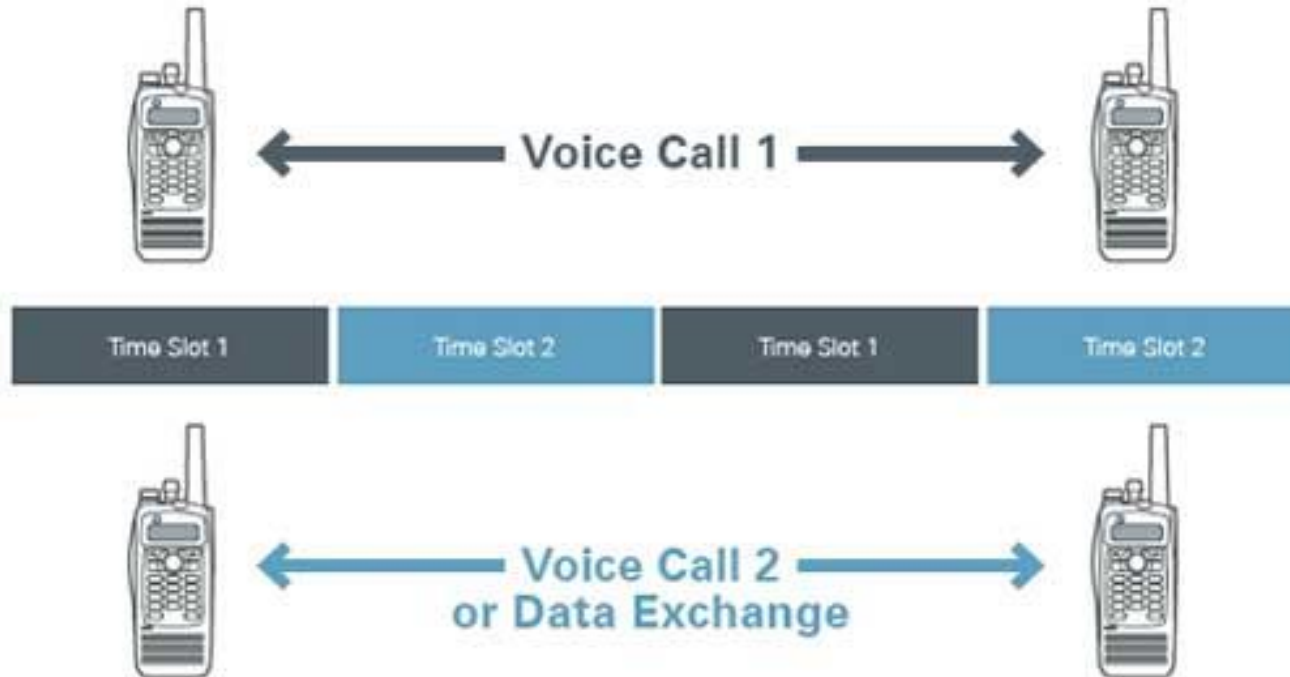 Voice Call 1
Time Slot 1
Time Slot 2
Time Slot 1
Time Slot 2
Voice Call 2
or Data Exchange